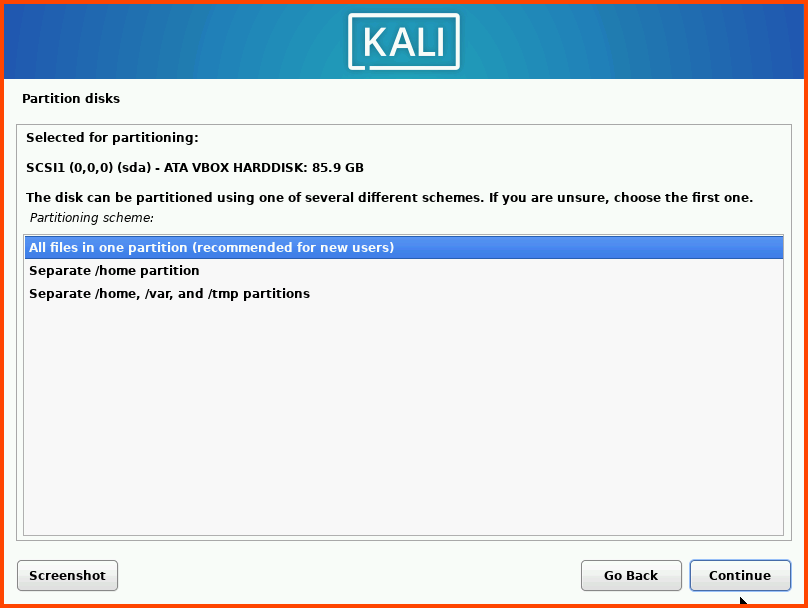 KALI
Partition disks
Selected for partitioning:
SCSI1 (0,0,0) (sda) - ATA VBOX HARDDISK: 85.9 GB
The disk can be partitioned using one of several different schemes. If you are unsure, choose the first one.
Partitioning scheme:
All files in one partition (recommended for new users)
Separate /home partition
Separate /home, /var, and /tmp partitions
Screenshot
Go Back
Continue